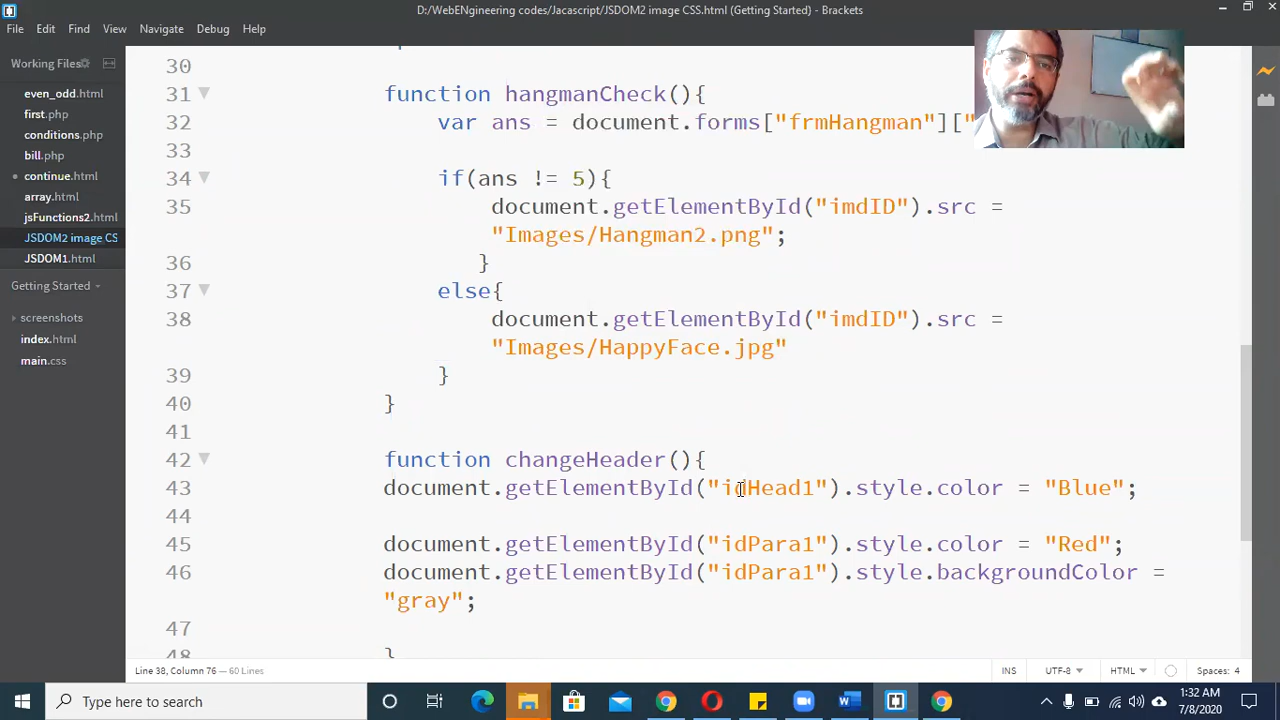 D:/WebENgineering codes/Jacascript/JSDOM2 image CSS.html (Getting Started) - Brackets
File Edit Find View Navigate Debug Help
Working Files
even_odd.html
first.php
conditions.php
bill.php
continue.html
array.html
jsFunctions2.html
JSDOM2 image CS
JSDOM1.html
Getting Started
screenshots
index.html
main.css
30
31 function hangmanCheck(){
32 var ans = document.forms["frmHangman"]["
33
34 if(ans != 5){
35 document.getElementById("imdID").src =
"Images/Hangman2.png";
36 }
37 else{
38 document.getElementById("imdID").src =
"Images/HappyFace.jpg"
39 }
40 }
41
42 function changeHeader(){
43 document.getElementById("idHead1").style.color = "Blue";
44
45 document.getElementById("idPara1").style.color = "Red";
46 document.getElementById("idPara1").style.backgroundColor =
"gray";
47
48 }
Line 38, Column 76 — 60 Lines
INS UTF-8 HTML Spaces: 4
Type here to search
1:32 AM
7/8/2020